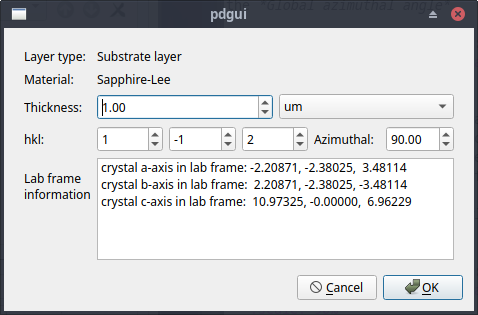 pdgui
Layer type: Substrate layer
Material: Sapphire-Lee
Thickness: 1.00 um
hkl: 1 -1 2 Azimuthal: 90.00
Lab frame information
crystal a-axis in lab frame: -2.20871, -2.38025, 3.48114
crystal b-axis in lab frame: 2.20871, -2.38025, -3.48114
crystal c-axis in lab frame: 10.97325, -0.00000, 6.96229
Cancel OK